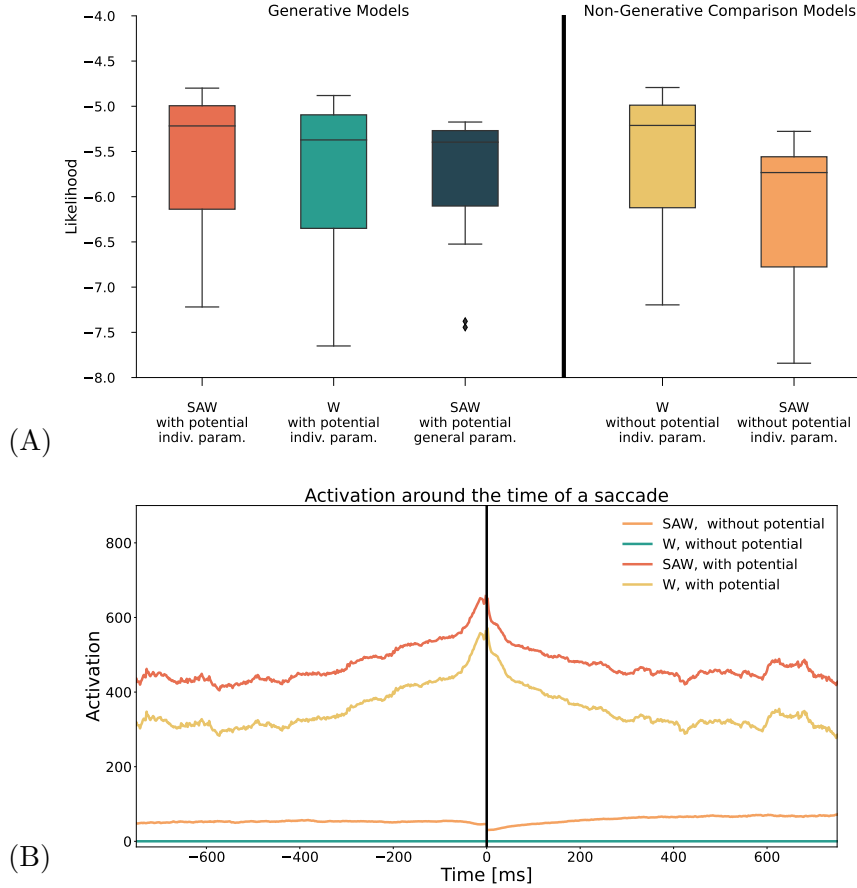 Generative Models
Non-Generative Comparison Models
−4.0
−4.5
−5.0
−5.5
−6.0
−6.5
−7.0
−7.5
−8.0
Likelihood
SAW
with potential
indiv. param.
W
with potential
indiv. param.
SAW
with potential
general param.
W
without potential
indiv. param.
SAW
without potential
indiv. param.
(A)
Activation around the time of a saccade
SAW,  without potential
W, without potential
SAW, with potential
W, with potential
800
600
400
200
0
Activation
−600
−400
−200
0
200
400
600
Time [ms]
(B)